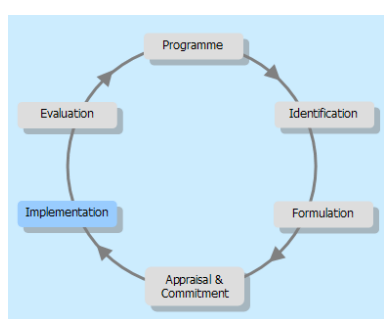 Programme
Identification
Formulation
Appraisal &
Commitment
Implementation
Evaluation